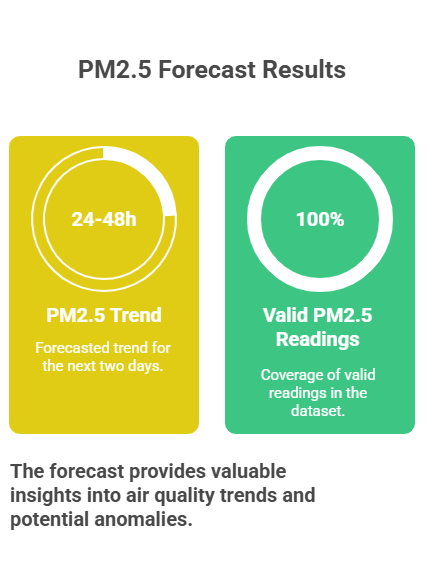 PM2.5 Forecast Results
24-48h
PM2.5 Trend
Forecasted trend for
the next two days.
100%
Valid PM2.5
Readings
Coverage of valid
readings in the
dataset.
The forecast provides valuable
insights into air quality trends and
potential anomalies.